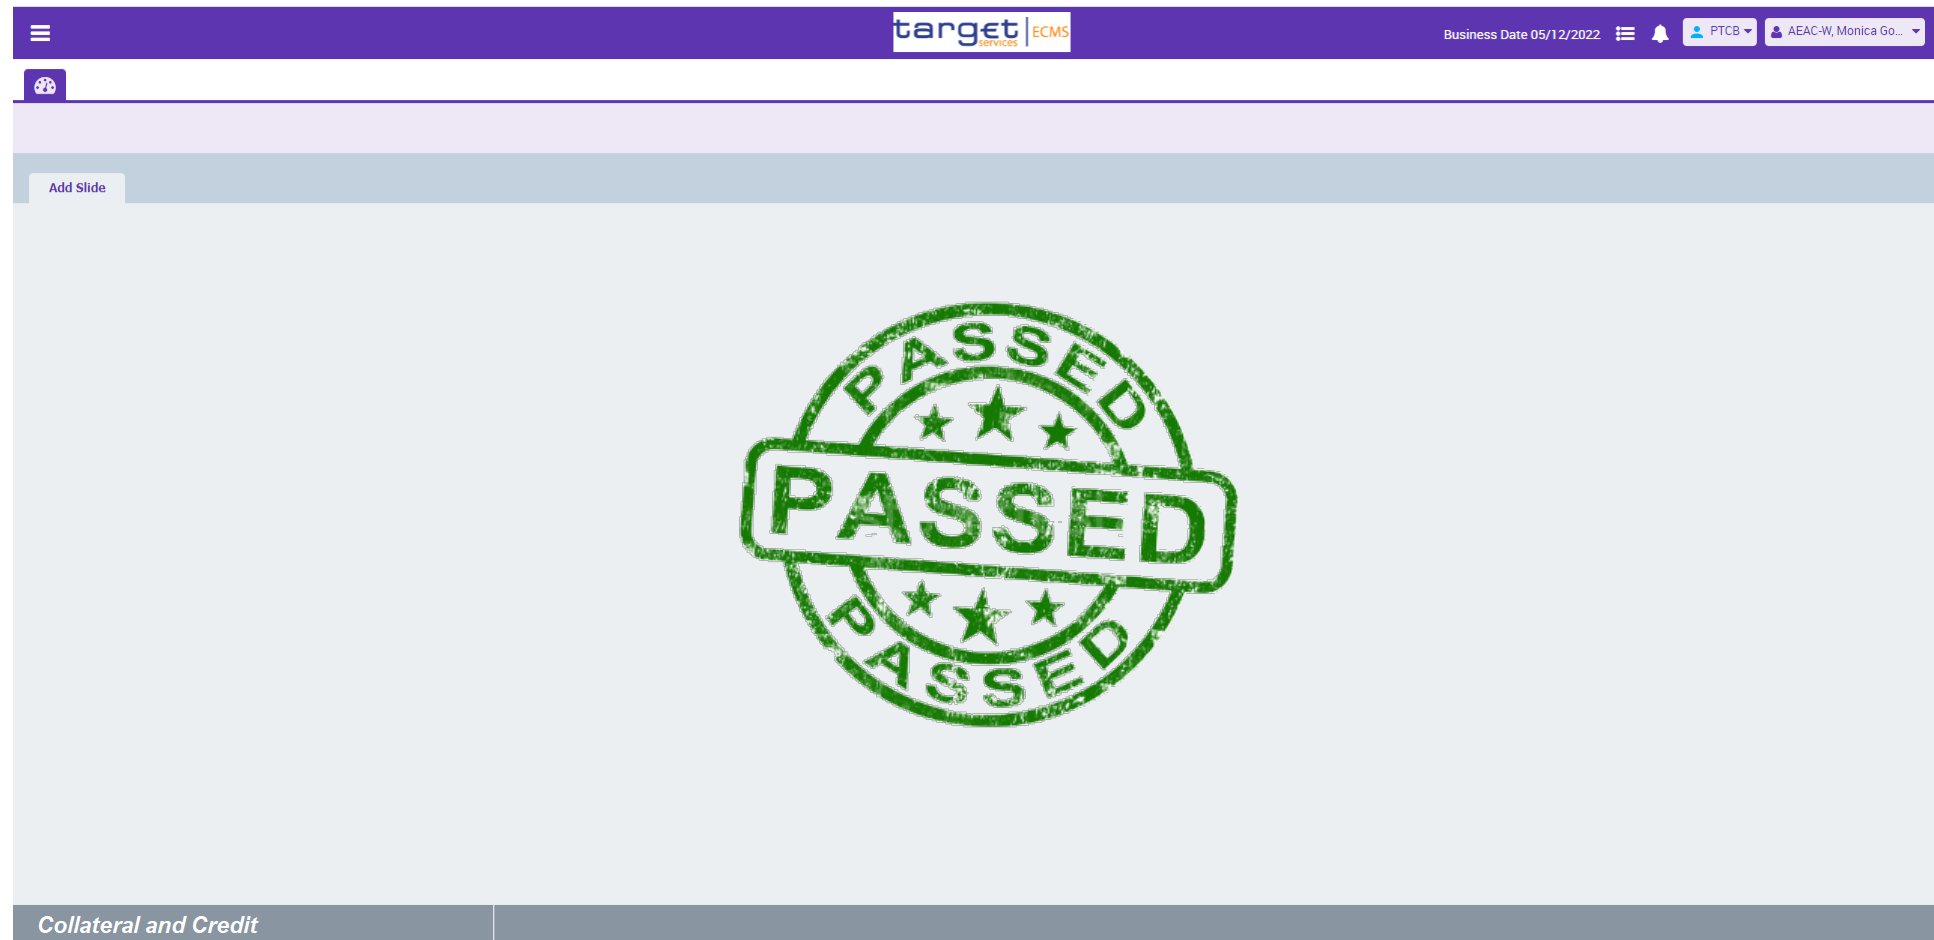 target
services
ECMS
Business Date 05/12/2022
PTCB
AEAC-W, Monica Go...
Add Slide
PASSED
PASSED
PASSED
Collateral and Credit